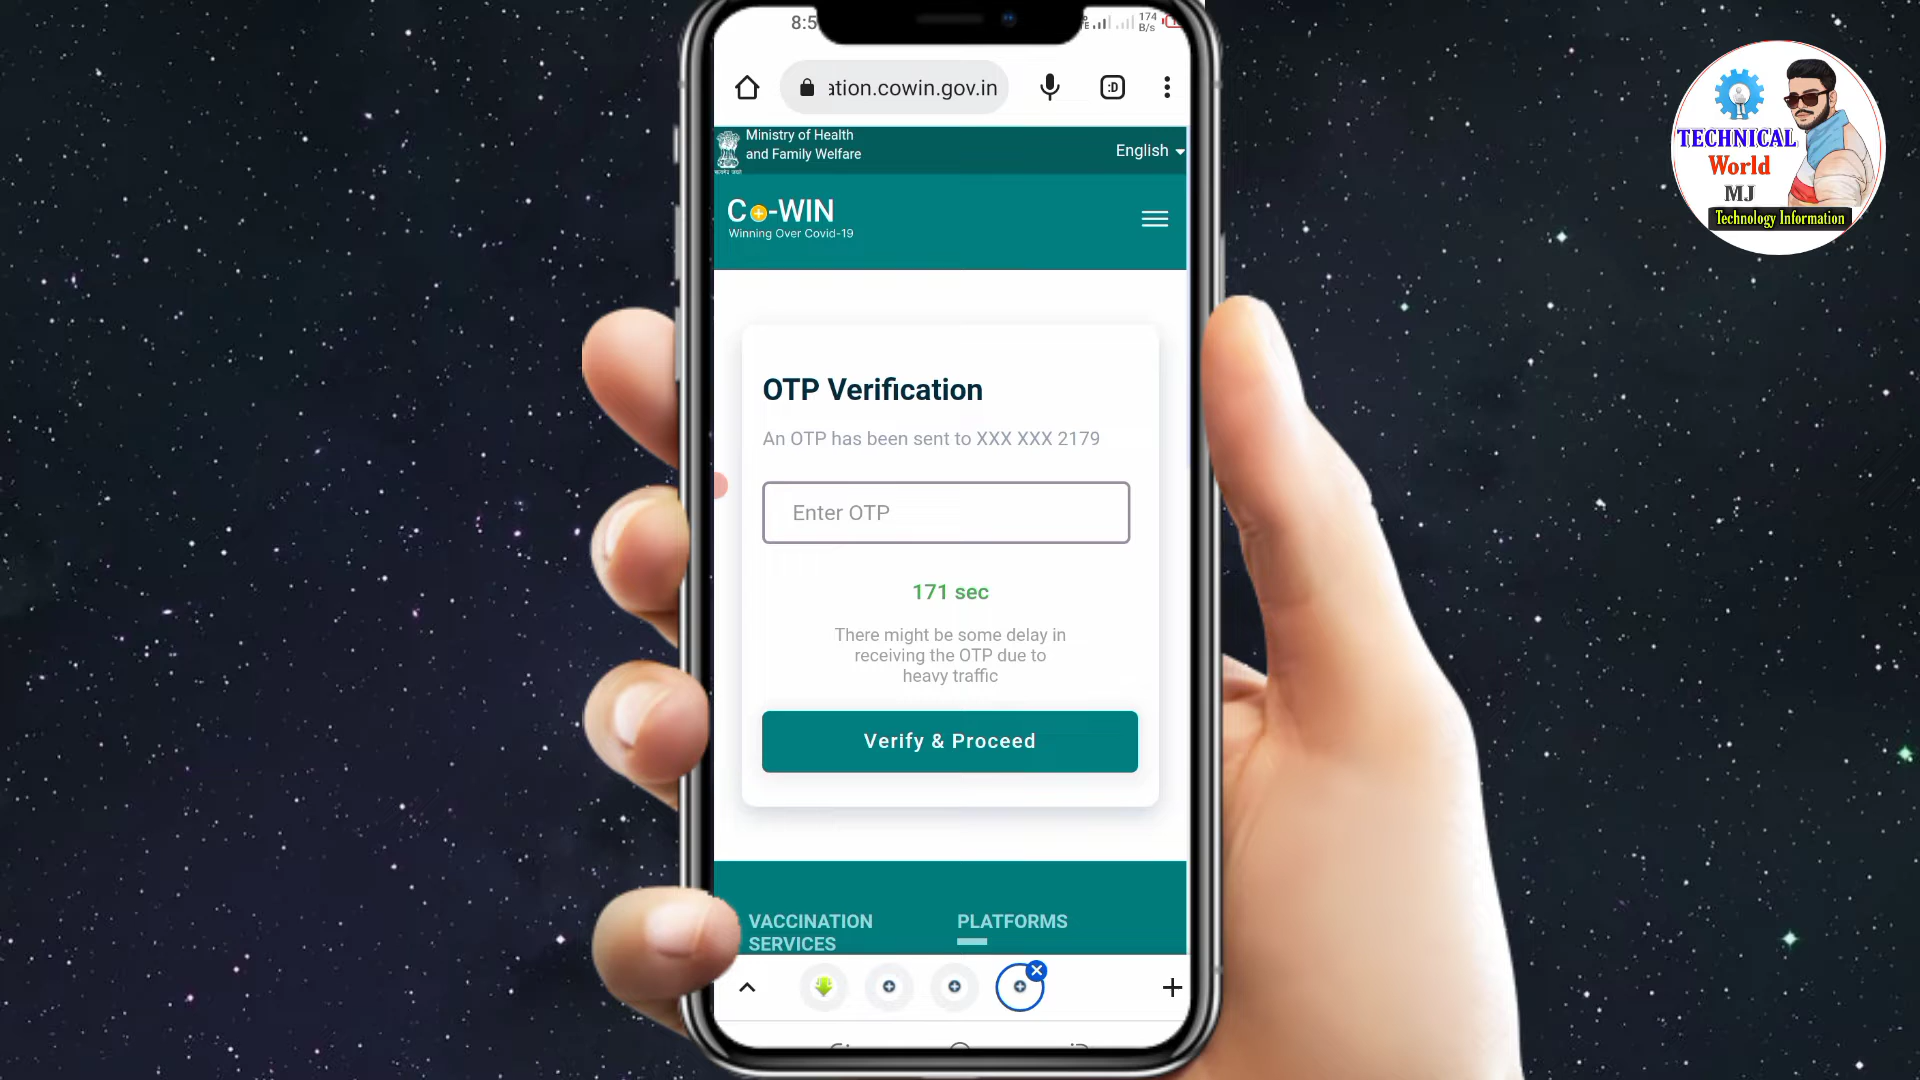 8:5
174
B/s
ation.cowin.gov.in
:D
Ministry of Health
and Family Welfare
English
Co-WIN
Winning Over Covid-19
OTP Verification
An OTP has been sent to XXX XXX 2179
Enter OTP
171 sec
There might be some delay in
receiving the OTP due to
heavy traffic
Verify & Proceed
VACCINATION
SERVICES
PLATFORMS
TECHNICAL
World
MJ
Technology Information